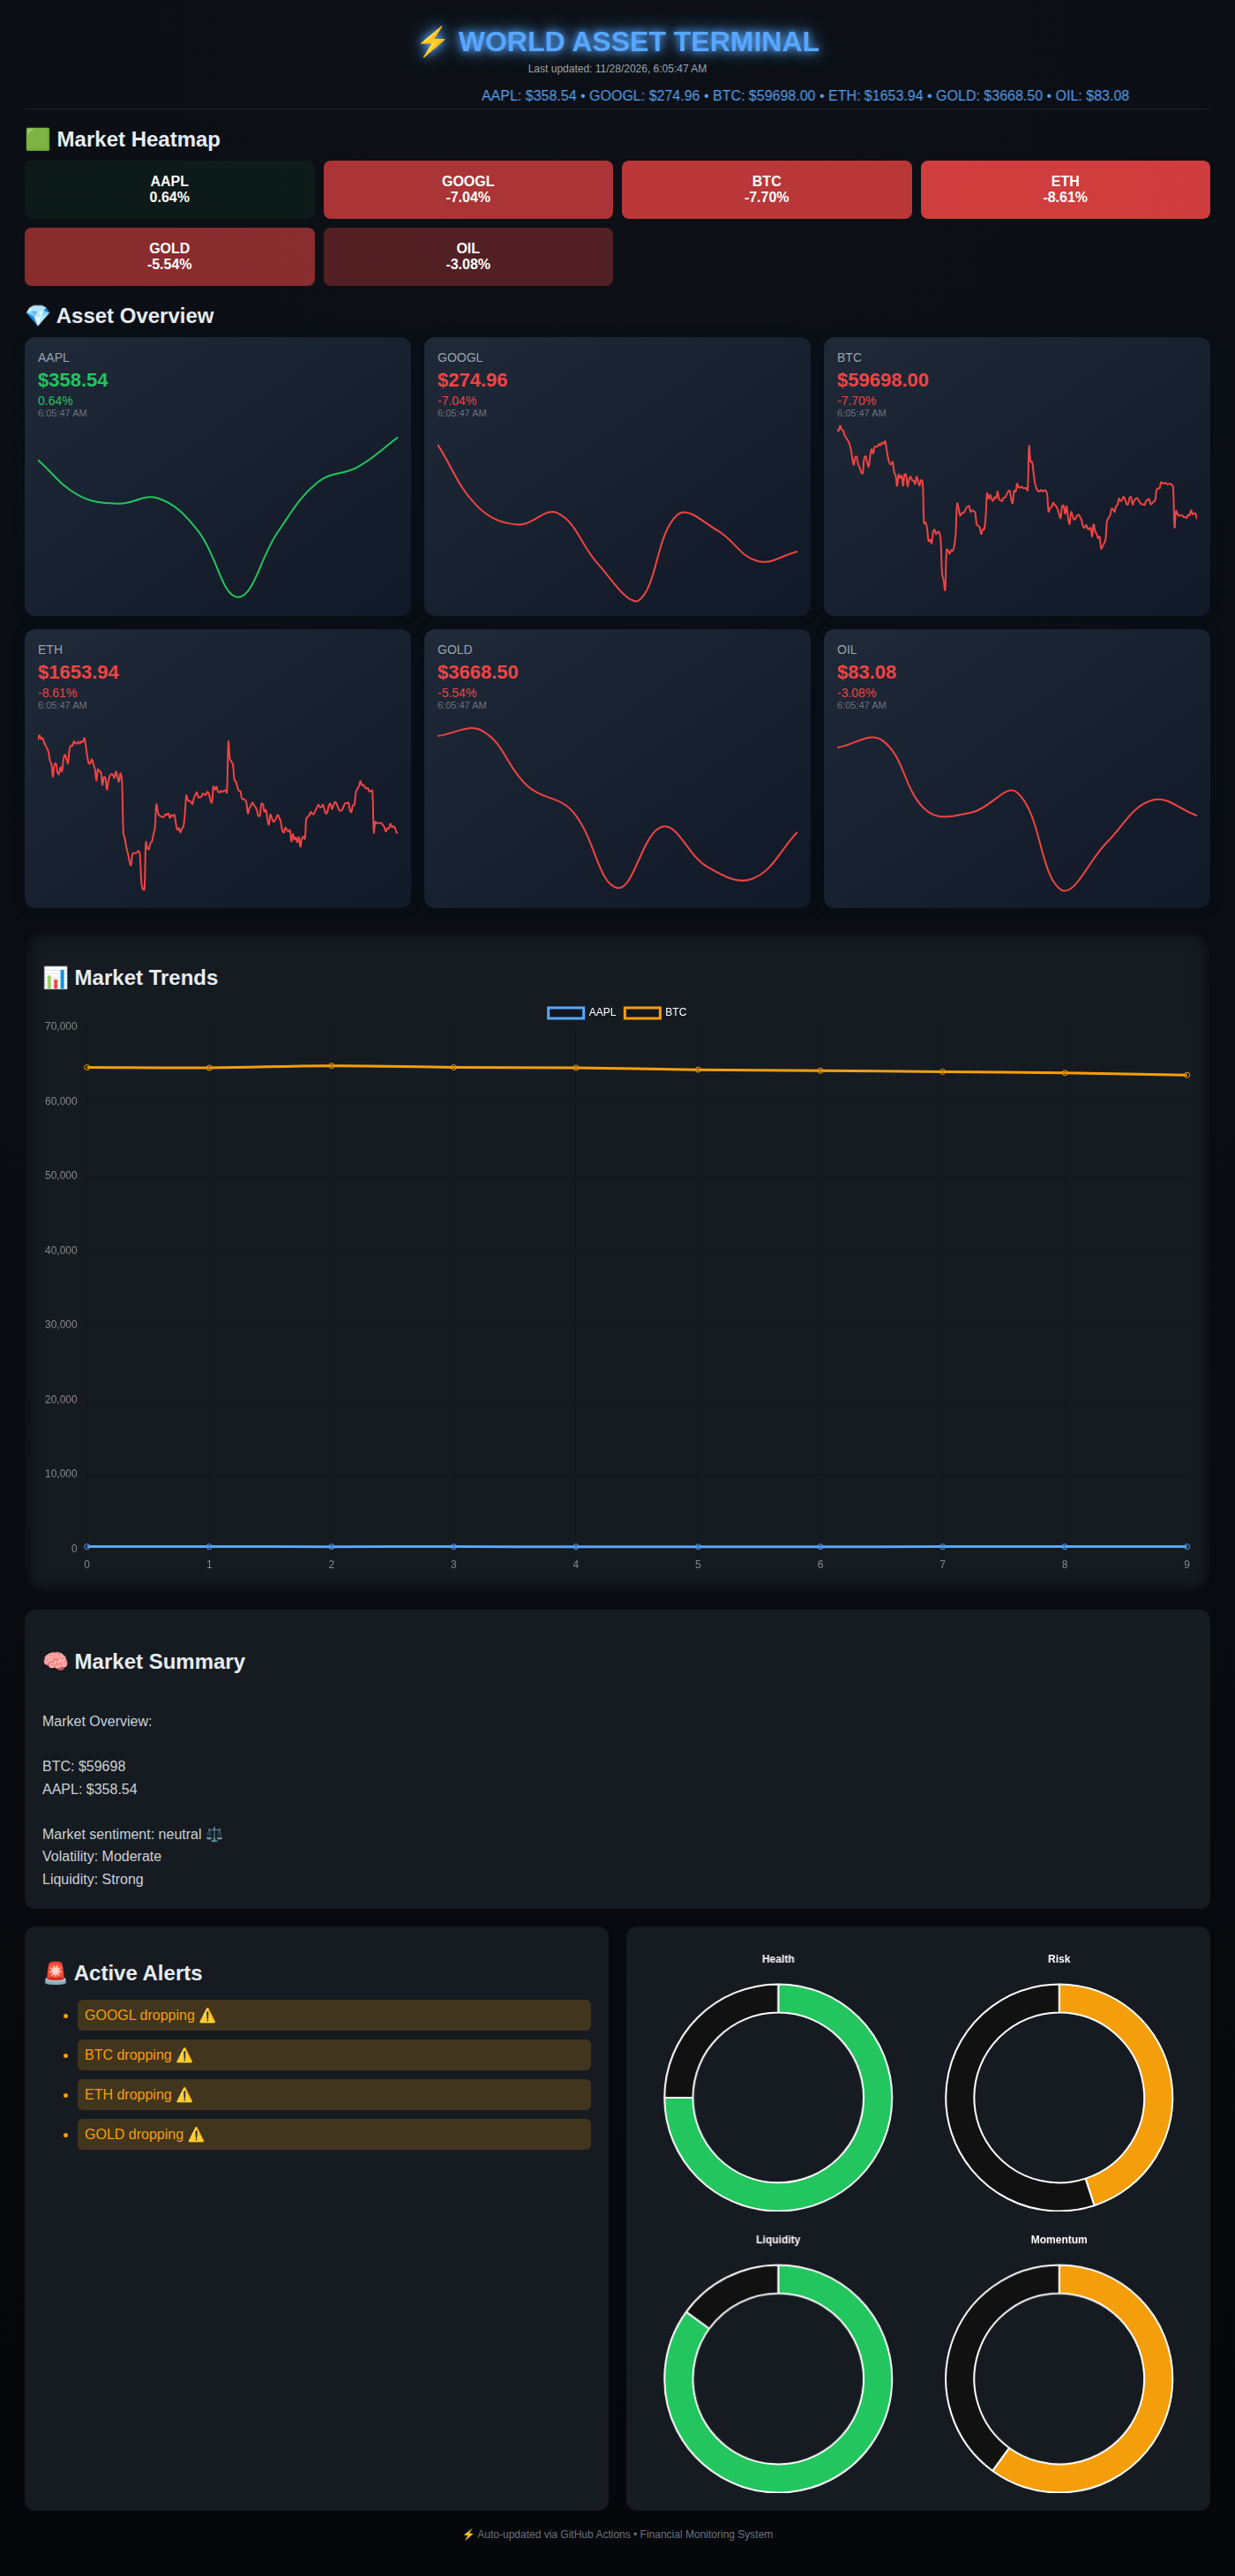 ⚡ WORLD ASSET TERMINAL
Last updated: 11/28/2026, 6:05:47 AM
AAPL: $358.54 • GOOGL: $274.96 • BTC: $59698.00 • ETH: $1653.94 • GOLD: $3668.50 • OIL: $83.08
🟩 Market Heatmap
AAPL
0.64%
GOOGL
-7.04%
BTC
-7.70%
ETH
-8.61%
GOLD
-5.54%
OIL
-3.08%
💎 Asset Overview
AAPL
$358.54
0.64%
6:05:47 AM
GOOGL
$274.96
-7.04%
6:05:47 AM
BTC
$59698.00
-7.70%
6:05:47 AM
ETH
$1653.94
-8.61%
6:05:47 AM
GOLD
$3668.50
-5.54%
6:05:47 AM
OIL
$83.08
-3.08%
6:05:47 AM
📊 Market Trends
AAPL BTC
70,000
60,000
50,000
40,000
30,000
20,000
10,000
0
0 1 2 3 4 5 6 7 8 9
🧠 Market Summary
Market Overview:
BTC: $59698
AAPL: $358.54
Market sentiment: neutral ⚖️
Volatility: Moderate
Liquidity: Strong
🚨 Active Alerts
• GOOGL dropping ⚠️
• BTC dropping ⚠️
• ETH dropping ⚠️
• GOLD dropping ⚠️
Health
Risk
Liquidity
Momentum
⚡ Auto-updated via GitHub Actions • Financial Monitoring System